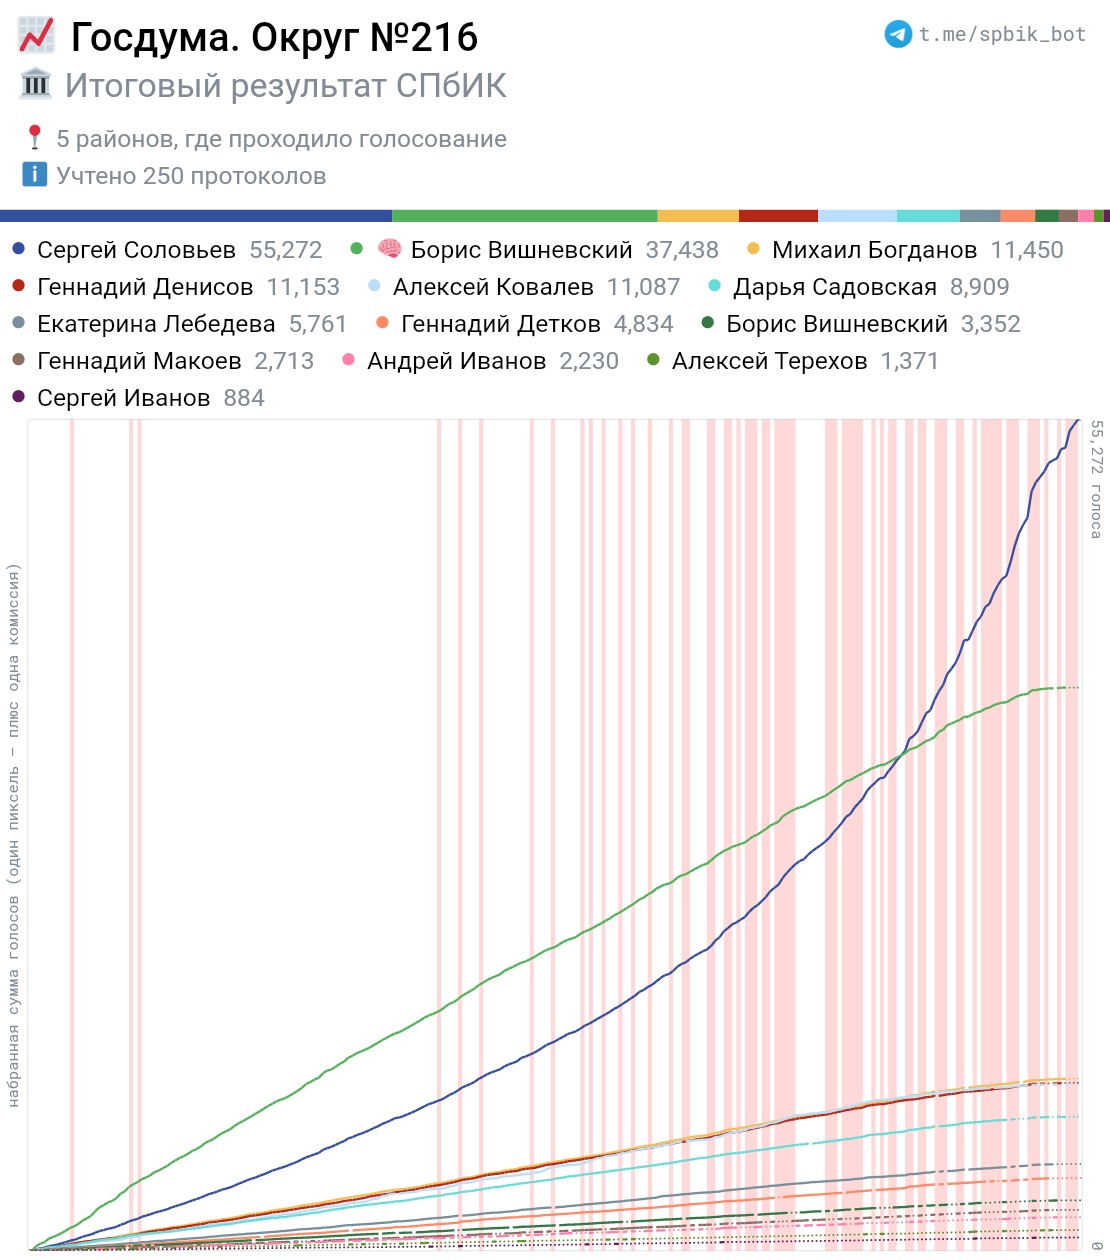 Госдума. Округ №216
t.me/spbik_bot
Итоговый результат СПбИК
5 районов, где проходило голосование
Учтено 250 протоколов
Сергей Соловьев 55,272 Борис Вишневский 37,438 Михаил Богданов 11,450
Геннадий Денисов 11,153 Алексей Ковалев 11,087 Дарья Садовская 8,909
Екатерина Лебедева 5,761 Геннадий Детков 4,834 Борис Вишневский 3,352
Геннадий Макоев 2,713 Андрей Иванов 2,230 Алексей Терехов 1,371
Сергей Иванов 884
55,272 голоса
набранная сумма голосов (один пиксель — плюс одна комиссия)
0